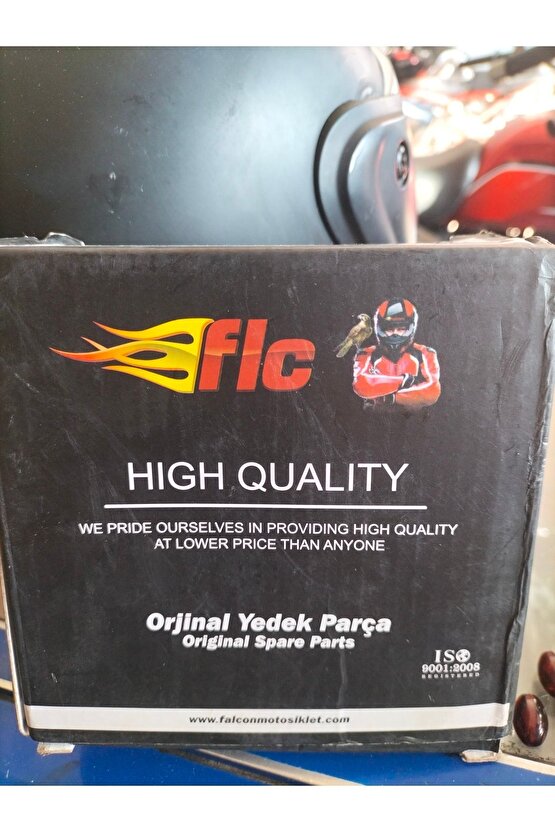 flc
HIGH QUALITY
WE PRIDE OURSELVES IN PROVIDING HIGH QUALITY
AT LOWER PRICE THAN ANYONE
Orjinal Yedek Parça
Original Spare Parts
ISO
9001:2008
REGISTERED
www.falconmotosiklet.com